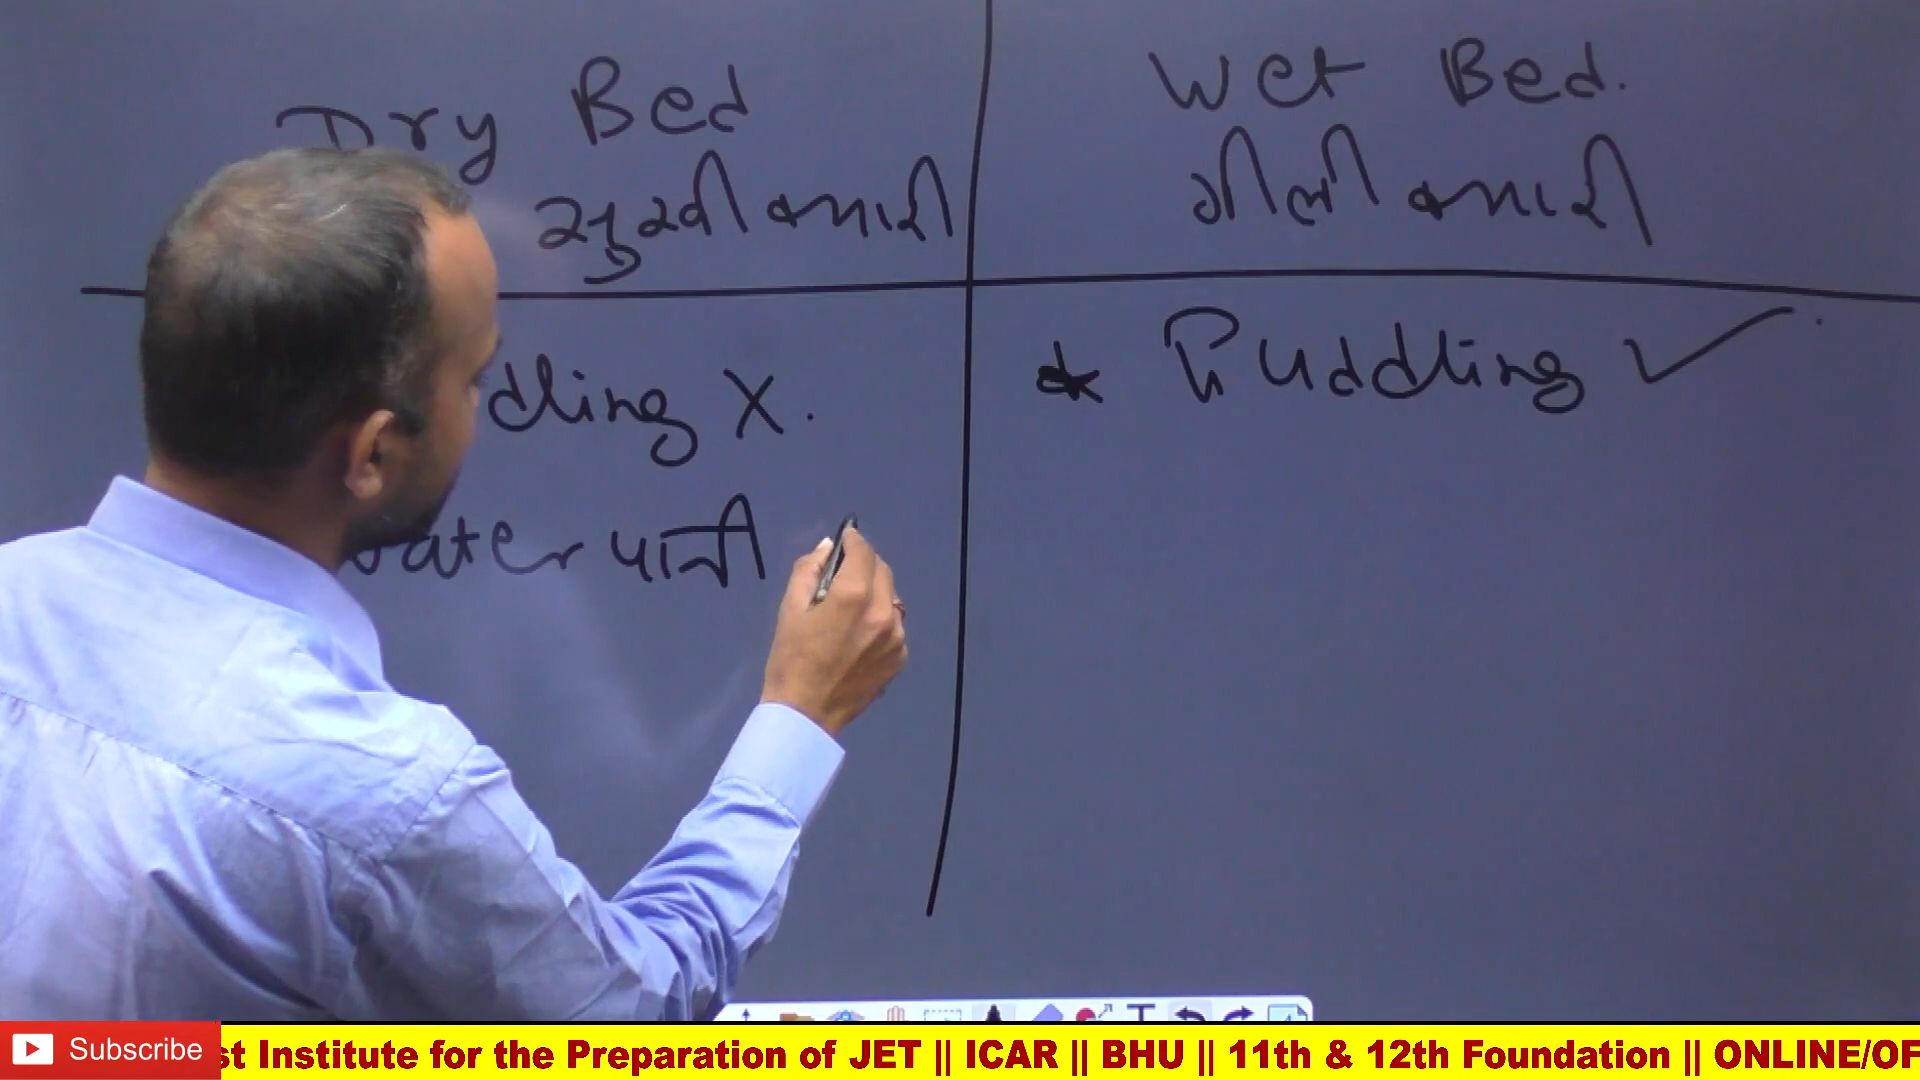 Dry Bed
सुखी क्यारी
Wet Bed.
गीली क्यारी
dling X.
* Puddling ✓
water पानी
Subscribe
st Institute for the Preparation of JET || ICAR || BHU || 11th & 12th Foundation || ONLINE/OF